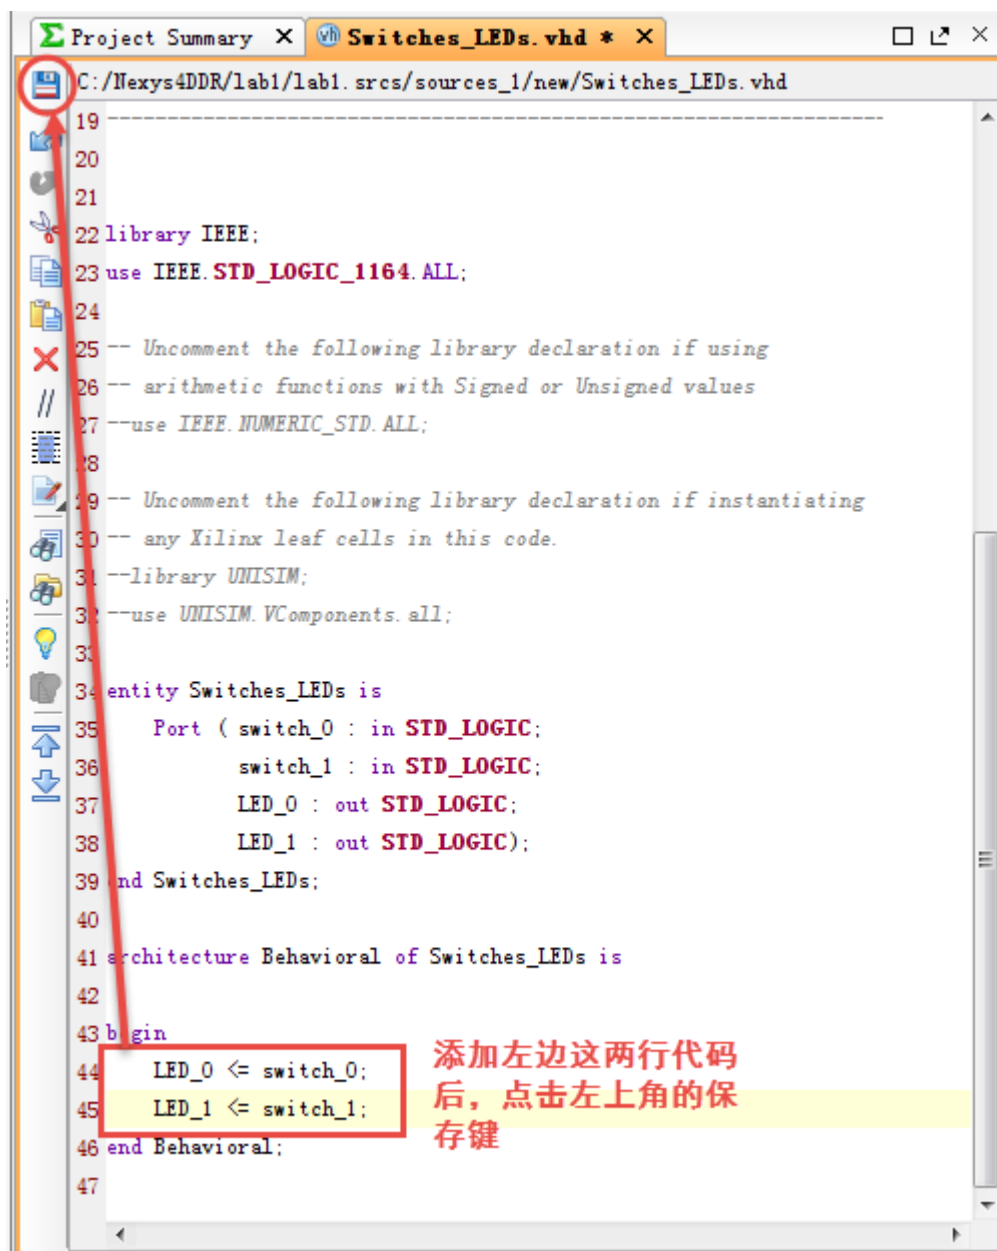 Project Summary × Switches_LEDs.vhd * ×
C:/Nexys4DDR/lab1/lab1.srcs/sources_1/new/Switches_LEDs.vhd
19 ----------------------------------------------------------------------------------
20
21
22 library IEEE;
23 use IEEE.STD_LOGIC_1164.ALL;
24
25 -- Uncomment the following library declaration if using
26 -- arithmetic functions with Signed or Unsigned values
27 --use IEEE.NUMERIC_STD.ALL;
28
29 -- Uncomment the following library declaration if instantiating
30 -- any Xilinx leaf cells in this code.
31 --library UNISIM;
32 --use UNISIM.VComponents.all;
33
34 entity Switches_LEDs is
35 Port ( switch_0 : in STD_LOGIC;
36 switch_1 : in STD_LOGIC;
37 LED_0 : out STD_LOGIC;
38 LED_1 : out STD_LOGIC);
39 end Switches_LEDs;
40
41 architecture Behavioral of Switches_LEDs is
42
43 begin
44 LED_0 <= switch_0;
45 LED_1 <= switch_1;
46 end Behavioral;
47
添加左边这两行代码
后，点击左上角的保
存键